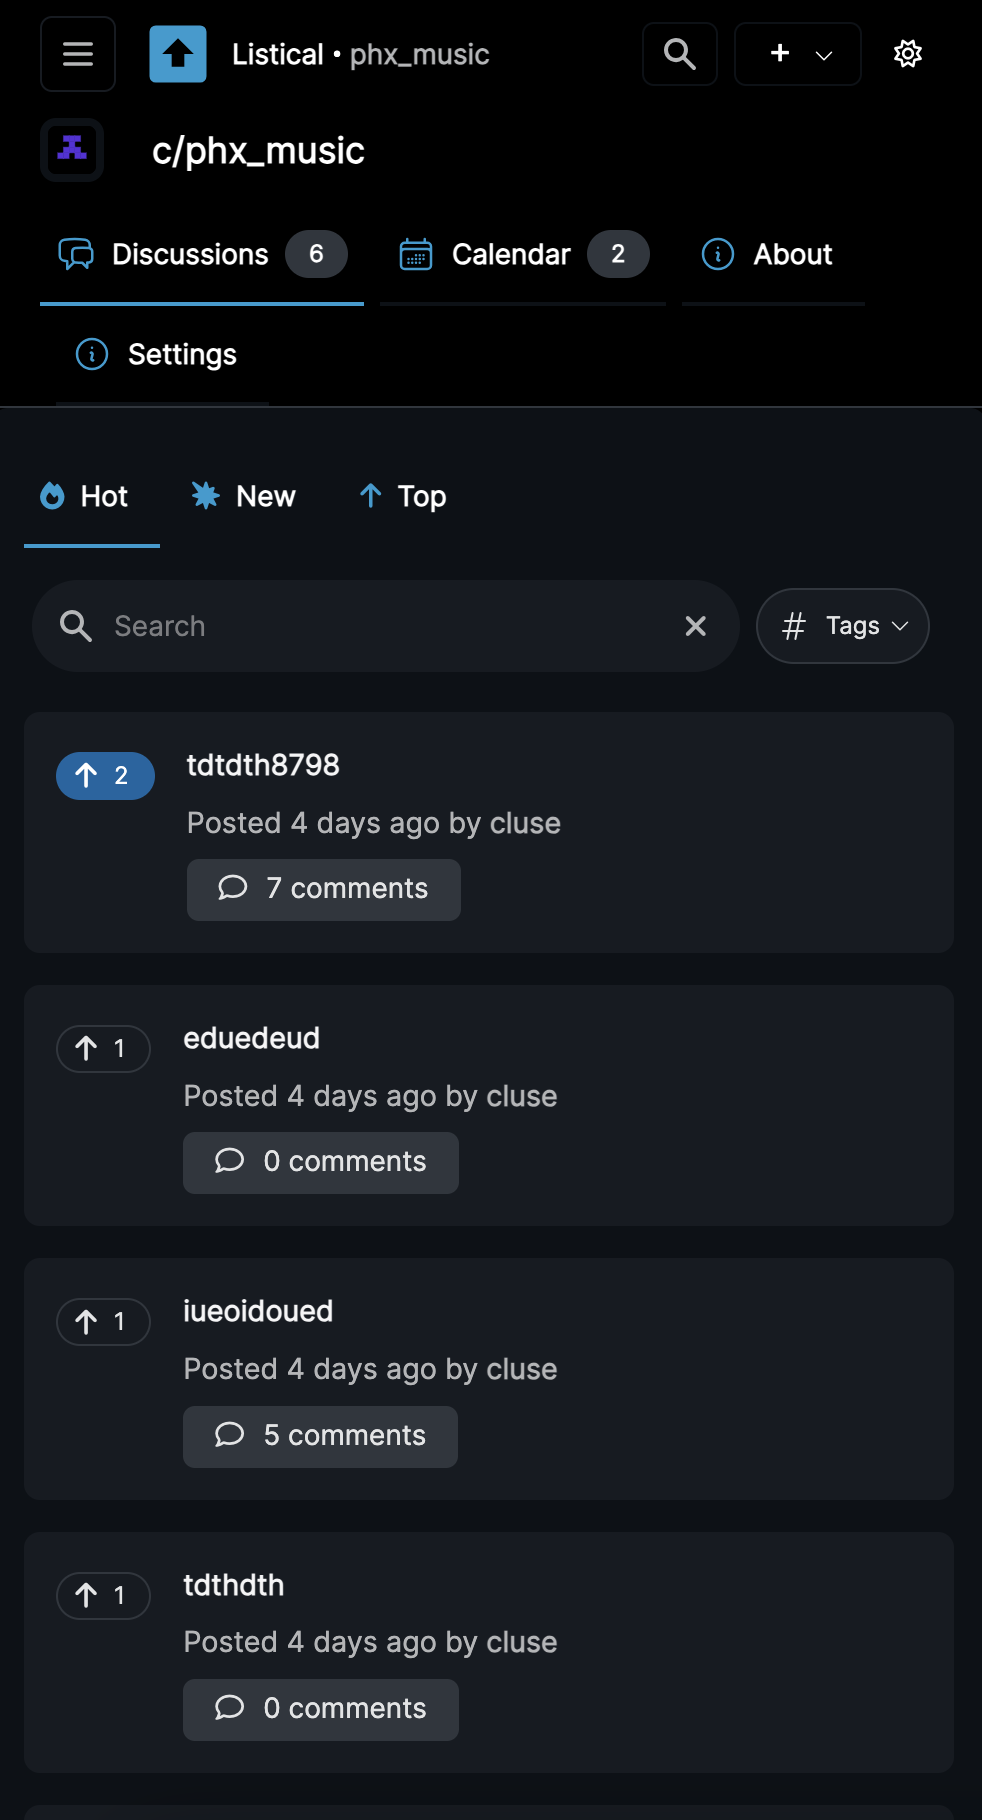 Listical • phx_music
c/phx_music
Discussions 6 Calendar 2 About
Settings
Hot New Top
Search # Tags
2 tdtdth8798
Posted 4 days ago by cluse
7 comments
1 eduedeud
Posted 4 days ago by cluse
0 comments
1 iueoidoued
Posted 4 days ago by cluse
5 comments
1 tdthdth
Posted 4 days ago by cluse
0 comments